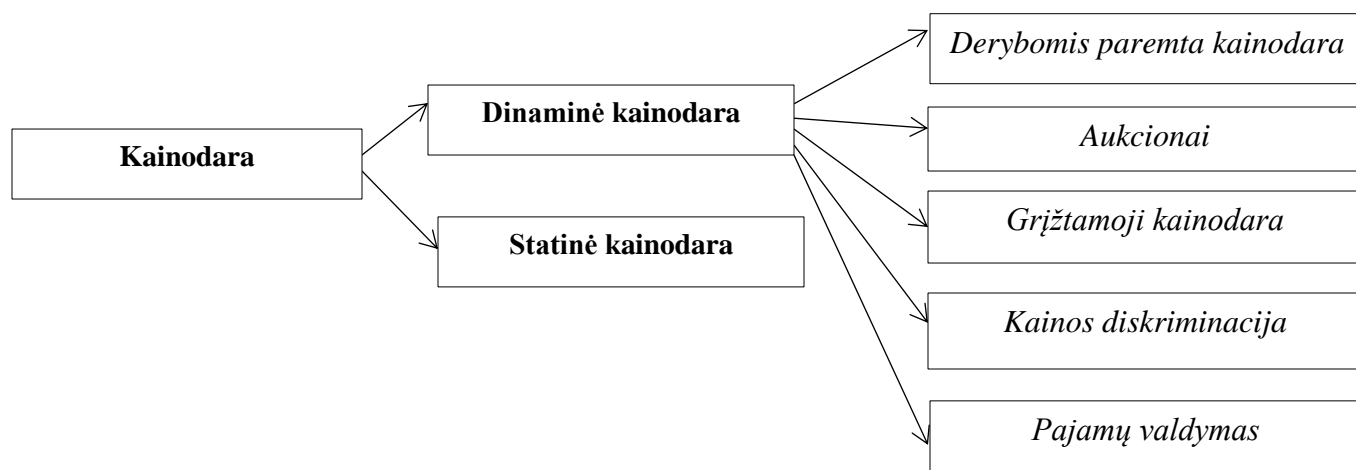 Kainodara
Dinaminė kainodara
Statinė kainodara
Derybomis paremta kainodara
Aukcionai
Grįžtamoji kainodara
Kainos diskriminacija
Pajamų valdymas